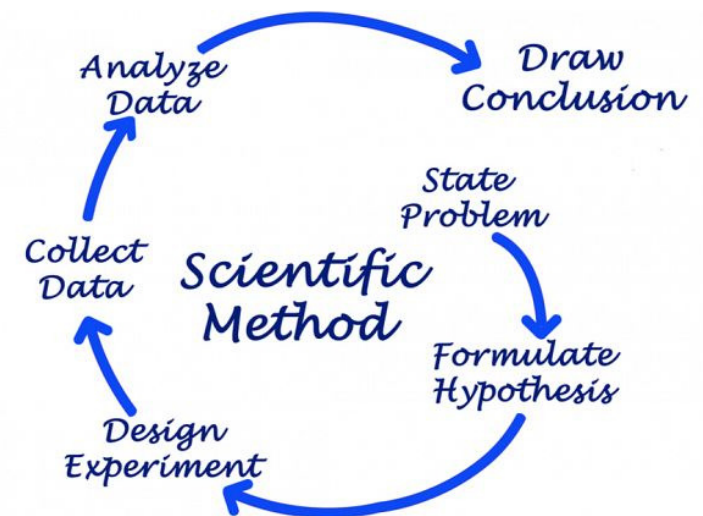 Analyze
Data
Draw
Conclusion
State
Problem
Collect
Data
Scientific
Method
Formulate
Hypothesis
Design
Experiment